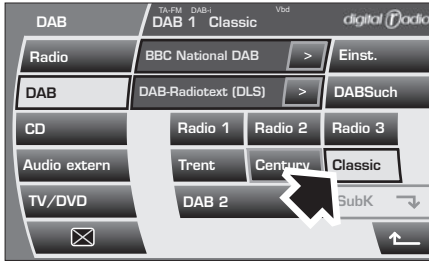 DAB
TA-FM DAB-i Vbd
DAB 1 Classic
digital radio
Radio
BBC National DAB >
Einst.
DAB
DAB-Radiotext (DLS) >
DABSuch
CD
Radio 1 Radio 2 Radio 3
Audio extern
Trent Century Classic
TV/DVD
DAB 2
SubK